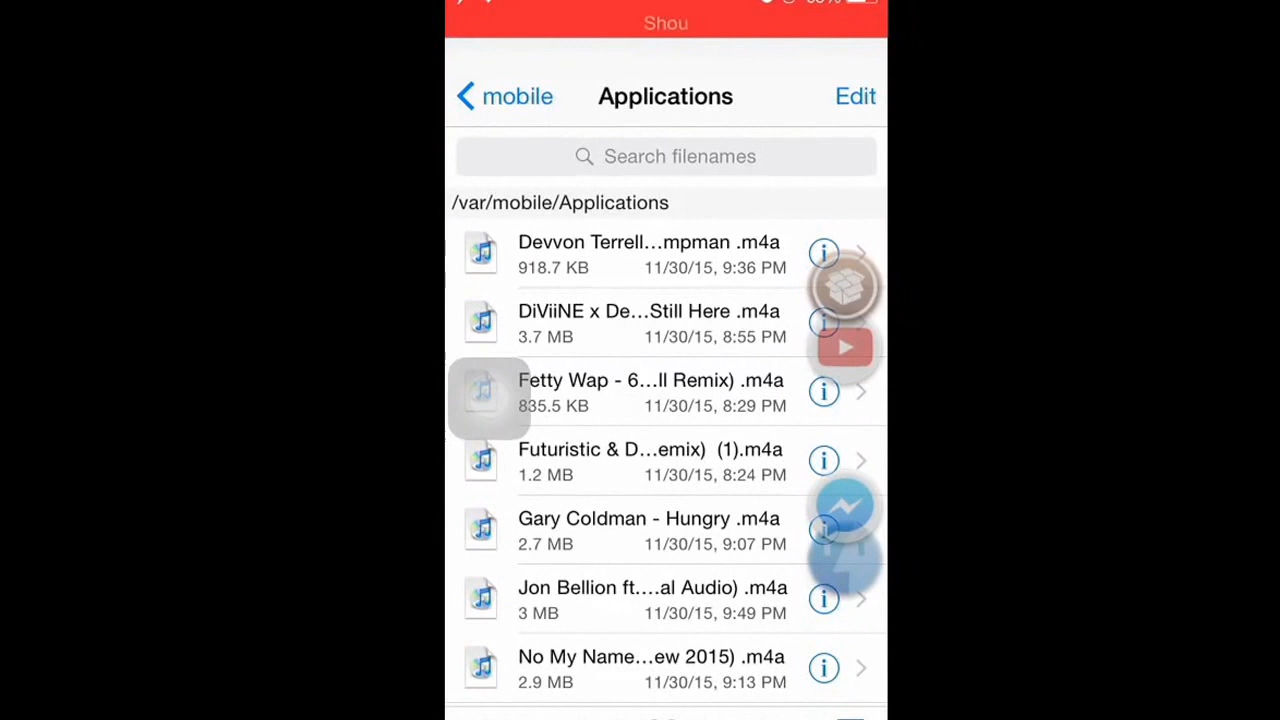 Shou
mobile Applications Edit
Search filenames
/var/mobile/Applications
Devvon Terrell...mpman .m4a
918.7 KB 11/30/15, 9:36 PM
DiViiNE x De...Still Here .m4a
3.7 MB 11/30/15, 8:55 PM
Fetty Wap - 6...ll Remix) .m4a
835.5 KB 11/30/15, 8:29 PM
Futuristic & D...emix)  (1).m4a
1.2 MB 11/30/15, 8:24 PM
Gary Coldman - Hungry .m4a
2.7 MB 11/30/15, 9:07 PM
Jon Bellion ft....al Audio) .m4a
3 MB 11/30/15, 9:49 PM
No My Name...ew 2015) .m4a
2.9 MB 11/30/15, 9:13 PM